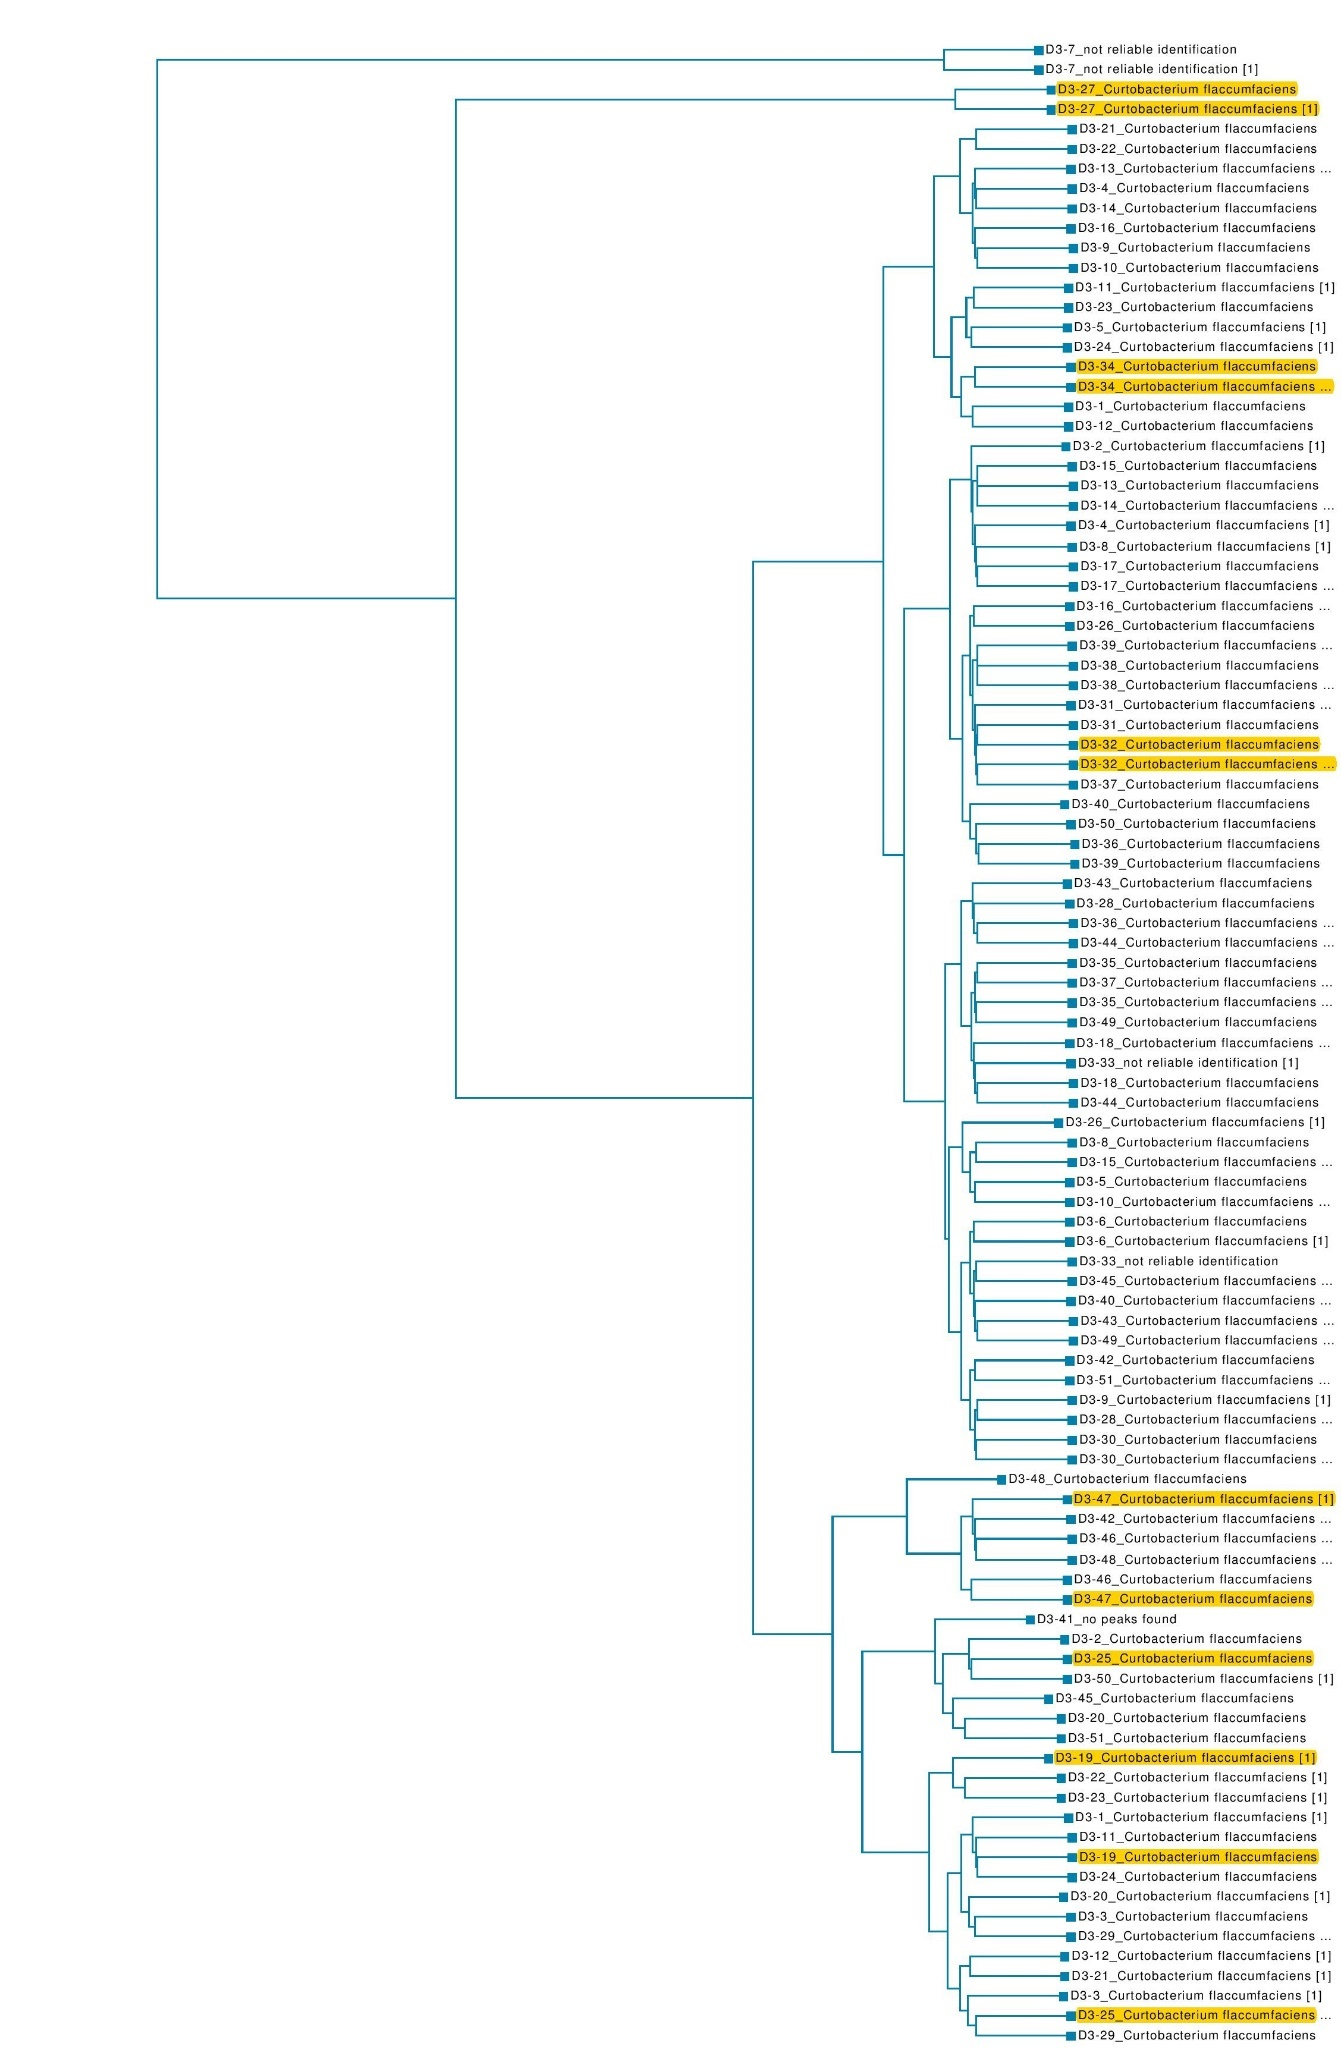 D3-7_not reliable identification
D3-7_not reliable identification [1]
D3-27_Curtobacterium flaccumfaciens
D3-27_Curtobacterium flaccumfaciens [1]
D3-21_Curtobacterium flaccumfaciens
D3-22_Curtobacterium flaccumfaciens
D3-13_Curtobacterium flaccumfaciens ...
D3-4_Curtobacterium flaccumfaciens
D3-14_Curtobacterium flaccumfaciens
D3-16_Curtobacterium flaccumfaciens
D3-9_Curtobacterium flaccumfaciens
D3-10_Curtobacterium flaccumfaciens
D3-11_Curtobacterium flaccumfaciens [1]
D3-23_Curtobacterium flaccumfaciens
D3-5_Curtobacterium flaccumfaciens [1]
D3-24_Curtobacterium flaccumfaciens [1]
D3-34_Curtobacterium flaccumfaciens
D3-34_Curtobacterium flaccumfaciens ...
D3-1_Curtobacterium flaccumfaciens
D3-12_Curtobacterium flaccumfaciens
D3-2_Curtobacterium flaccumfaciens [1]
D3-15_Curtobacterium flaccumfaciens
D3-13_Curtobacterium flaccumfaciens
D3-14_Curtobacterium flaccumfaciens ...
D3-4_Curtobacterium flaccumfaciens [1]
D3-8_Curtobacterium flaccumfaciens [1]
D3-17_Curtobacterium flaccumfaciens
D3-17_Curtobacterium flaccumfaciens ...
D3-16_Curtobacterium flaccumfaciens ...
D3-26_Curtobacterium flaccumfaciens
D3-39_Curtobacterium flaccumfaciens ...
D3-38_Curtobacterium flaccumfaciens
D3-38_Curtobacterium flaccumfaciens ...
D3-31_Curtobacterium flaccumfaciens ...
D3-31_Curtobacterium flaccumfaciens
D3-32_Curtobacterium flaccumfaciens
D3-32_Curtobacterium flaccumfaciens ...
D3-37_Curtobacterium flaccumfaciens
D3-40_Curtobacterium flaccumfaciens
D3-50_Curtobacterium flaccumfaciens
D3-36_Curtobacterium flaccumfaciens
D3-39_Curtobacterium flaccumfaciens
D3-43_Curtobacterium flaccumfaciens
D3-28_Curtobacterium flaccumfaciens
D3-36_Curtobacterium flaccumfaciens ...
D3-44_Curtobacterium flaccumfaciens ...
D3-35_Curtobacterium flaccumfaciens
D3-37_Curtobacterium flaccumfaciens ...
D3-35_Curtobacterium flaccumfaciens ...
D3-49_Curtobacterium flaccumfaciens
D3-18_Curtobacterium flaccumfaciens ...
D3-33_not reliable identification [1]
D3-18_Curtobacterium flaccumfaciens
D3-44_Curtobacterium flaccumfaciens
D3-26_Curtobacterium flaccumfaciens [1]
D3-8_Curtobacterium flaccumfaciens
D3-15_Curtobacterium flaccumfaciens ...
D3-5_Curtobacterium flaccumfaciens
D3-10_Curtobacterium flaccumfaciens ...
D3-6_Curtobacterium flaccumfaciens
D3-6_Curtobacterium flaccumfaciens [1]
D3-33_not reliable identification
D3-45_Curtobacterium flaccumfaciens ...
D3-40_Curtobacterium flaccumfaciens ...
D3-43_Curtobacterium flaccumfaciens ...
D3-49_Curtobacterium flaccumfaciens ...
D3-42_Curtobacterium flaccumfaciens
D3-51_Curtobacterium flaccumfaciens ...
D3-9_Curtobacterium flaccumfaciens [1]
D3-28_Curtobacterium flaccumfaciens ...
D3-30_Curtobacterium flaccumfaciens
D3-30_Curtobacterium flaccumfaciens ...
D3-48_Curtobacterium flaccumfaciens
D3-47_Curtobacterium flaccumfaciens [1]
D3-42_Curtobacterium flaccumfaciens ...
D3-46_Curtobacterium flaccumfaciens ...
D3-48_Curtobacterium flaccumfaciens ...
D3-46_Curtobacterium flaccumfaciens
D3-47_Curtobacterium flaccumfaciens
D3-41_no peaks found
D3-2_Curtobacterium flaccumfaciens
D3-25_Curtobacterium flaccumfaciens
D3-50_Curtobacterium flaccumfaciens [1]
D3-45_Curtobacterium flaccumfaciens
D3-20_Curtobacterium flaccumfaciens
D3-51_Curtobacterium flaccumfaciens
D3-19_Curtobacterium flaccumfaciens [1]
D3-22_Curtobacterium flaccumfaciens [1]
D3-23_Curtobacterium flaccumfaciens [1]
D3-1_Curtobacterium flaccumfaciens [1]
D3-11_Curtobacterium flaccumfaciens
D3-19_Curtobacterium flaccumfaciens
D3-24_Curtobacterium flaccumfaciens
D3-20_Curtobacterium flaccumfaciens [1]
D3-3_Curtobacterium flaccumfaciens
D3-29_Curtobacterium flaccumfaciens ...
D3-12_Curtobacterium flaccumfaciens [1]
D3-21_Curtobacterium flaccumfaciens [1]
D3-3_Curtobacterium flaccumfaciens [1]
D3-25_Curtobacterium flaccumfaciens ...
D3-29_Curtobacterium flaccumfaciens